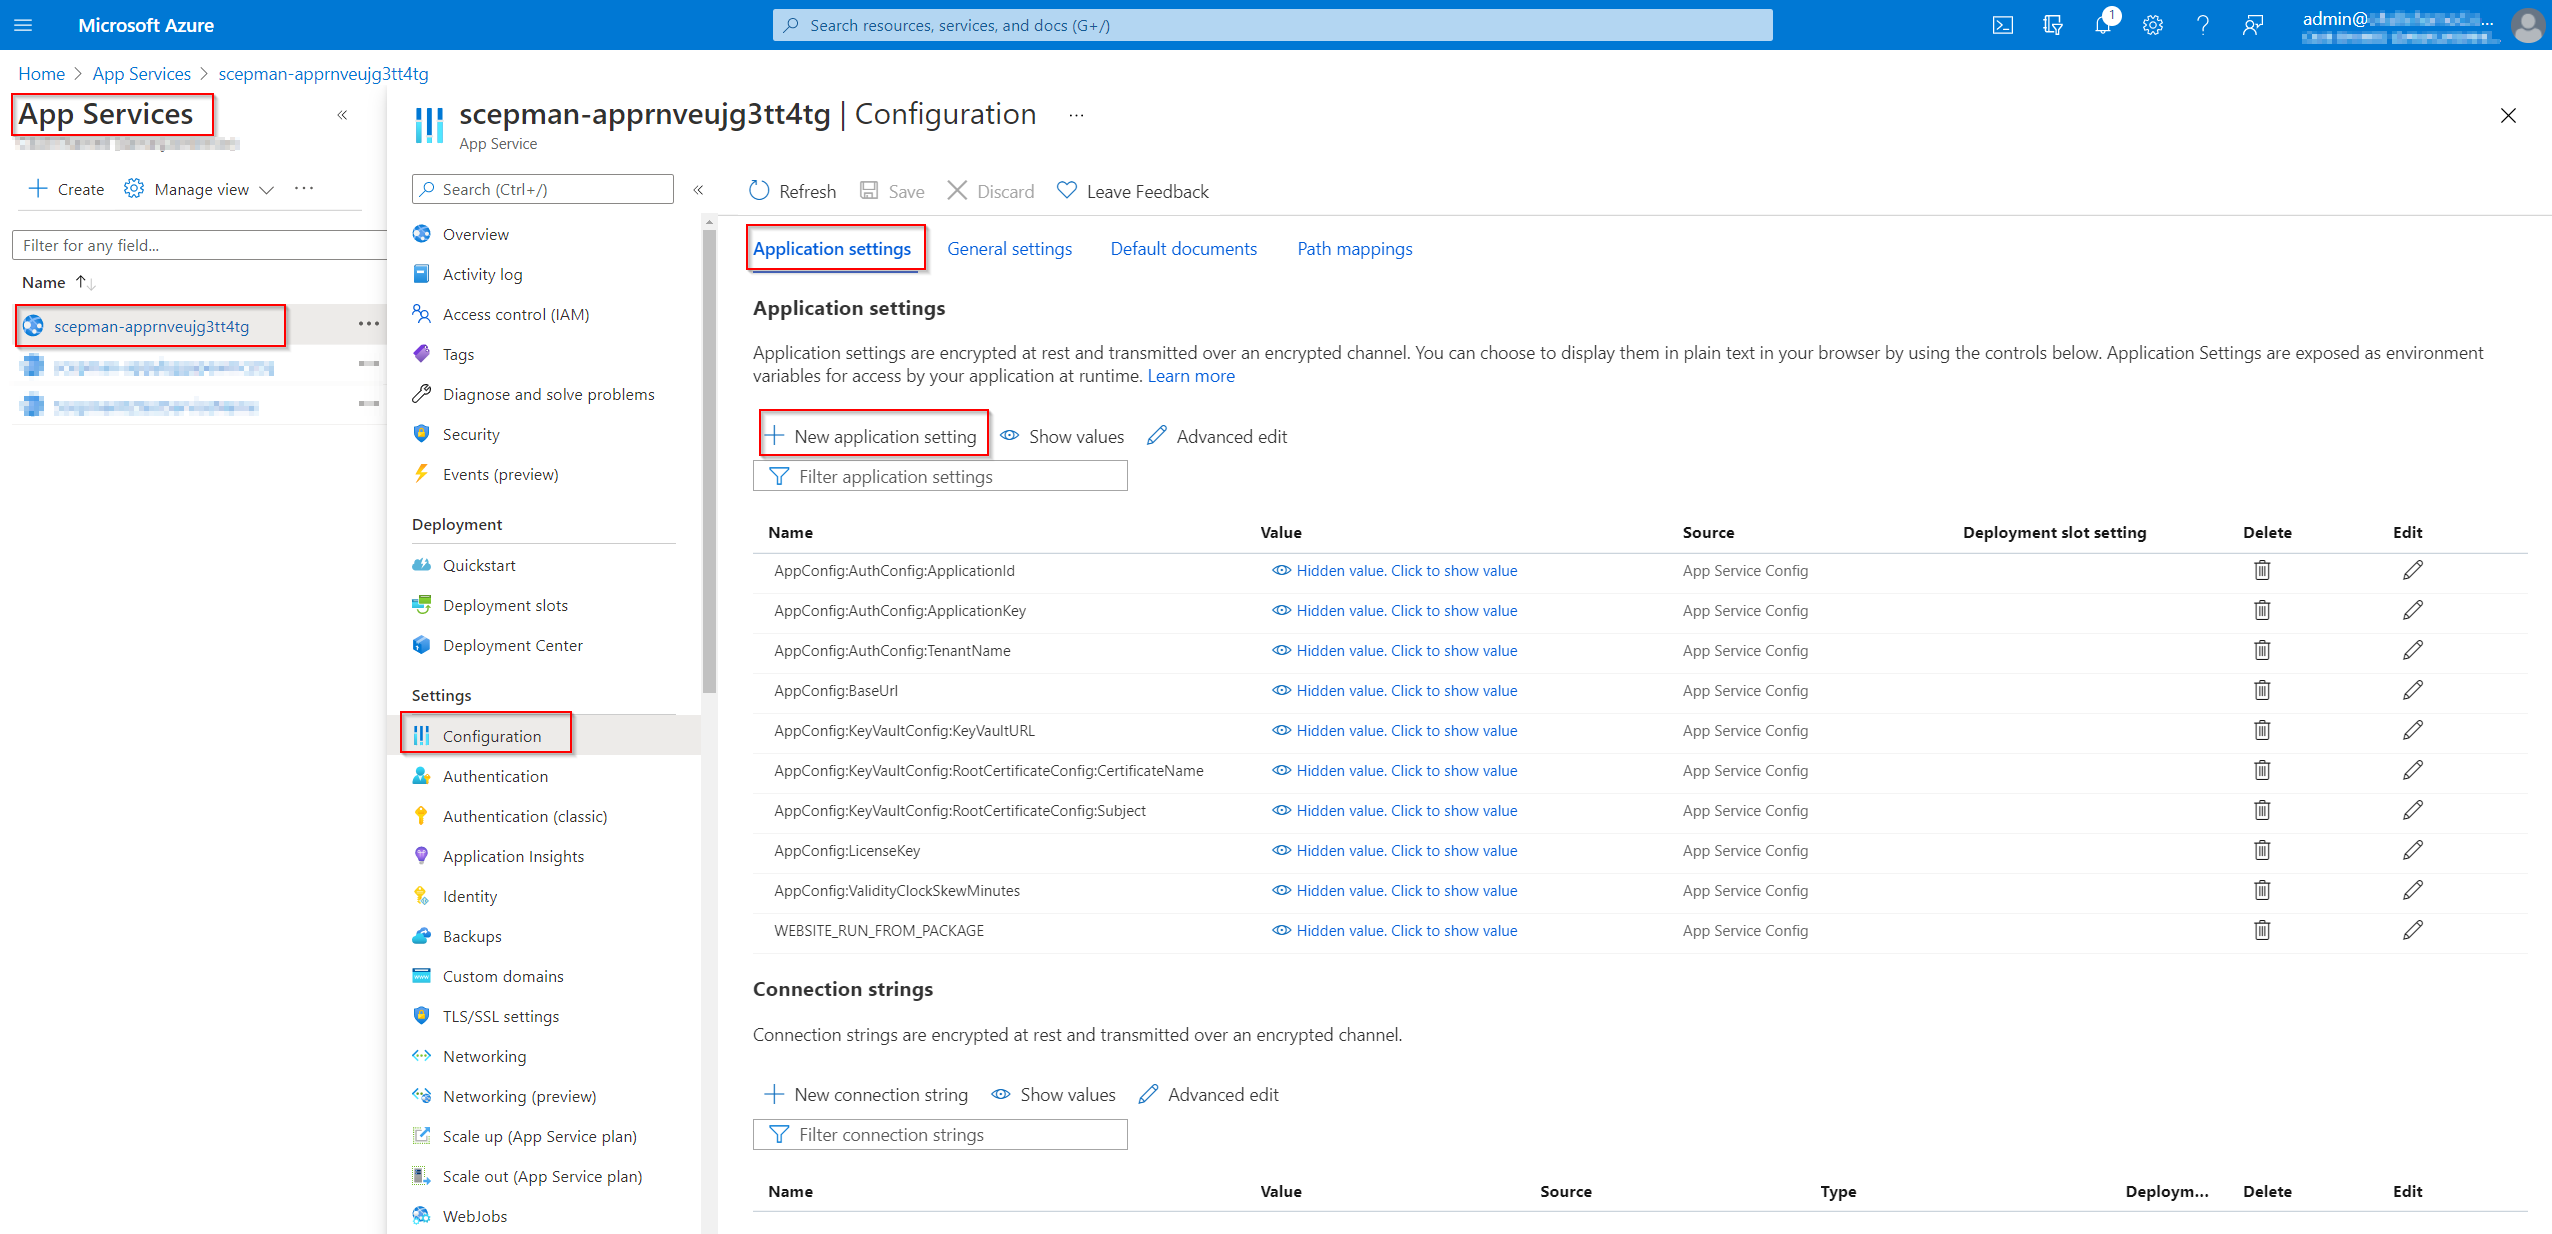 Microsoft Azure
Search resources, services, and docs (G+/)
1
admin@
Home > App Services > scepman-apprnveujg3tt4tg
App Services
«
+ Create
Manage view
...
Filter for any field...
Name
scepman-apprnveujg3tt4tg
...
scepman-apprnveujg3tt4tg | Configuration
...
App Service
Search (Ctrl+/)
«
Overview
Activity log
Access control (IAM)
Tags
Diagnose and solve problems
Security
Events (preview)
Deployment
Quickstart
Deployment slots
Deployment Center
Settings
Configuration
Authentication
Authentication (classic)
Application Insights
Identity
Backups
Custom domains
TLS/SSL settings
Networking
Networking (preview)
Scale up (App Service plan)
Scale out (App Service plan)
WebJobs
Refresh Save Discard Leave Feedback
Application settings General settings Default documents Path mappings
Application settings
Application settings are encrypted at rest and transmitted over an encrypted channel. You can choose to display them in plain text in your browser by using the controls below. Application Settings are exposed as environment
variables for access by your application at runtime. Learn more
+ New application setting Show values Advanced edit
Filter application settings
Name Value Source Deployment slot setting Delete Edit
AppConfig:AuthConfig:ApplicationId Hidden value. Click to show value App Service Config
AppConfig:AuthConfig:ApplicationKey Hidden value. Click to show value App Service Config
AppConfig:AuthConfig:TenantName Hidden value. Click to show value App Service Config
AppConfig:BaseUrl Hidden value. Click to show value App Service Config
AppConfig:KeyVaultConfig:KeyVaultURL Hidden value. Click to show value App Service Config
AppConfig:KeyVaultConfig:RootCertificateConfig:CertificateName Hidden value. Click to show value App Service Config
AppConfig:KeyVaultConfig:RootCertificateConfig:Subject Hidden value. Click to show value App Service Config
AppConfig:LicenseKey Hidden value. Click to show value App Service Config
AppConfig:ValidityClockSkewMinutes Hidden value. Click to show value App Service Config
WEBSITE_RUN_FROM_PACKAGE Hidden value. Click to show value App Service Config
Connection strings
Connection strings are encrypted at rest and transmitted over an encrypted channel.
+ New connection string Show values Advanced edit
Filter connection strings
Name Value Source Type Deploym... Delete Edit